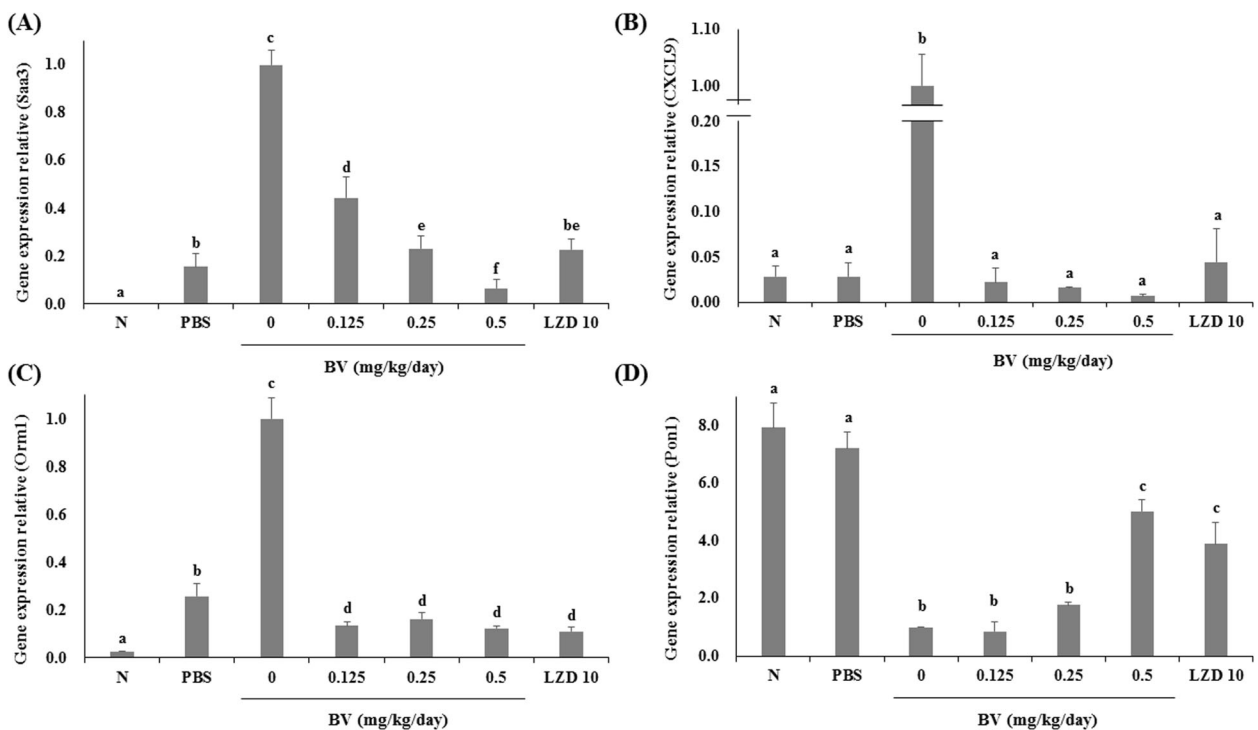 (A)
Gene expression relative (Saa3)
1.0
0.8
0.6
0.4
0.2
0.0
a
b
c
d
e
f
be
N PBS 0 0.125 0.25 0.5 LZD 10
BV (mg/kg/day)
(B)
Gene expression relative (CXCL9)
1.10
1.00
0.20
0.15
0.10
0.05
0.00
a
a
b
a
a
a
a
N PBS 0 0.125 0.25 0.5 LZD 10
BV (mg/kg/day)
(C)
Gene expression relative (Orm1)
1.0
0.8
0.6
0.4
0.2
0.0
a
b
c
d
d
d
d
N PBS 0 0.125 0.25 0.5 LZD 10
BV (mg/kg/day)
(D)
Gene expression relative (Pon1)
8.0
6.0
4.0
2.0
0.0
a
a
b
b
b
c
c
N PBS 0 0.125 0.25 0.5 LZD 10
BV (mg/kg/day)